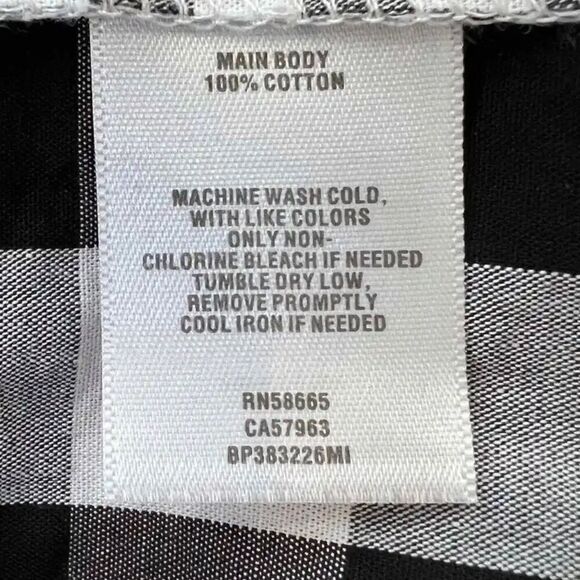 MAIN BODY
100% COTTON
MACHINE WASH COLD,
WITH LIKE COLORS
ONLY NON-
CHLORINE BLEACH IF NEEDED
TUMBLE DRY LOW,
REMOVE PROMPTLY
COOL IRON IF NEEDED
RN58665
CA57963
BP383226MI